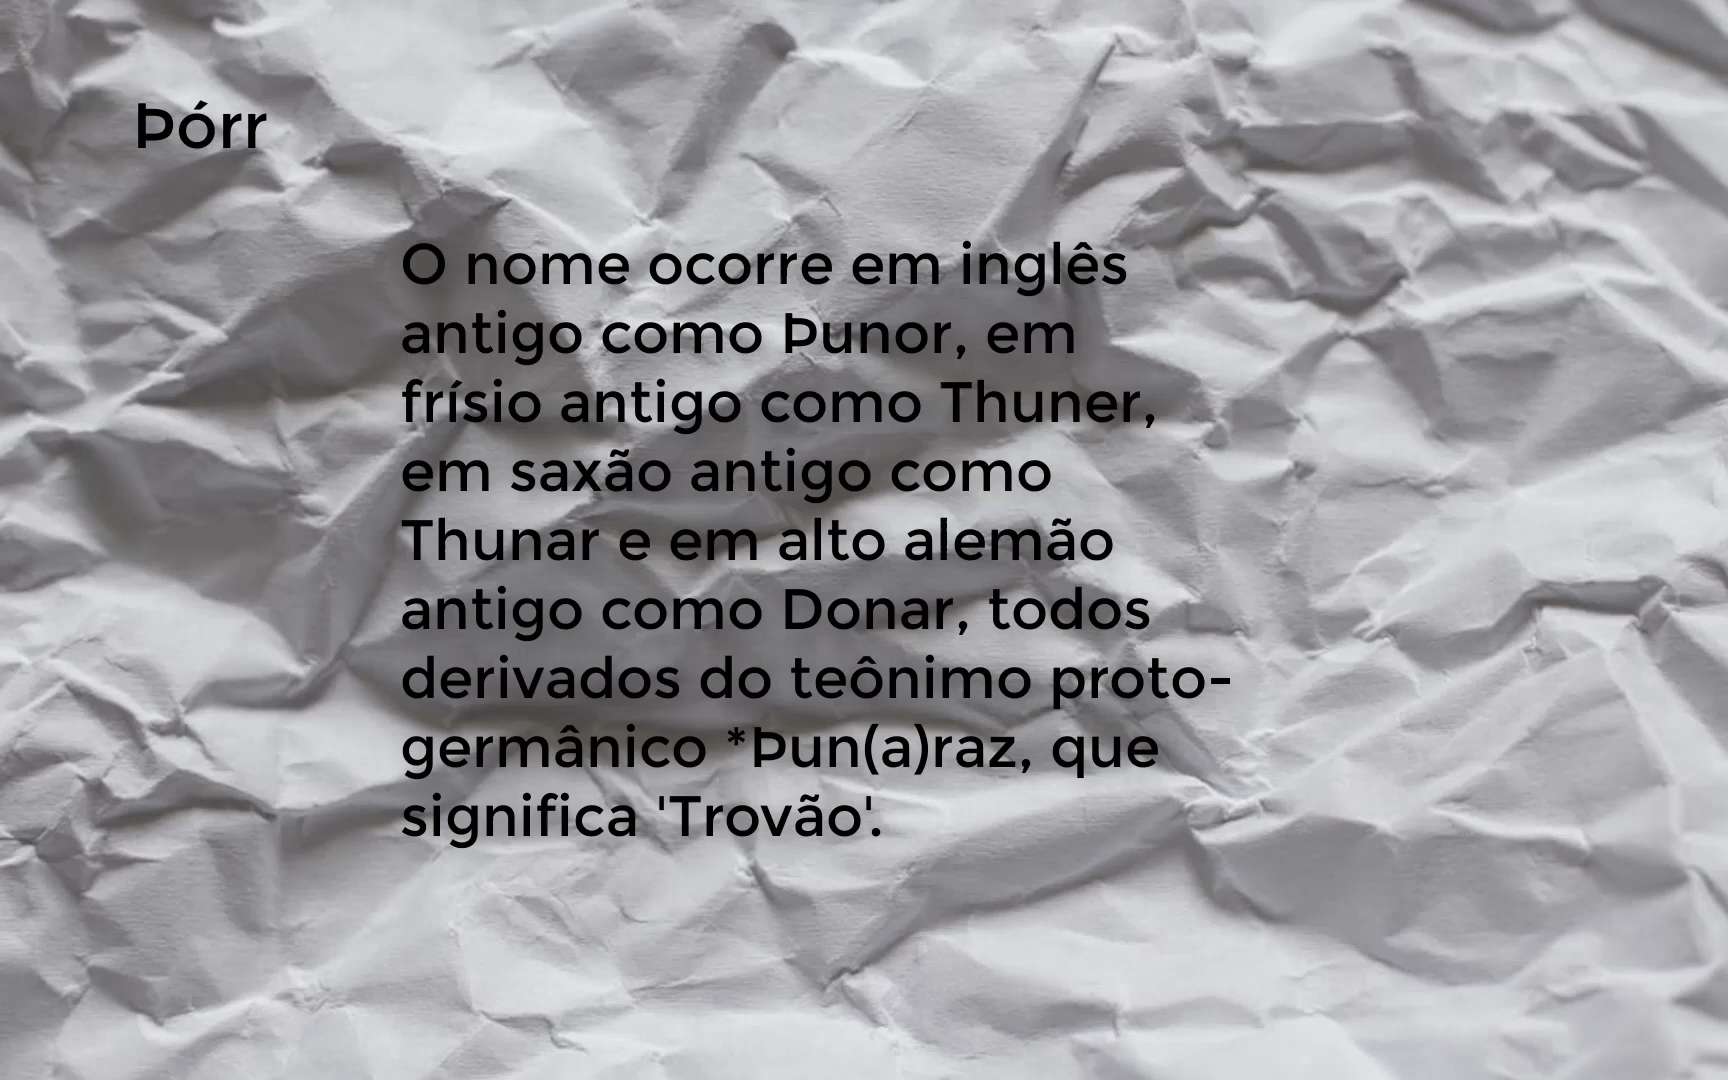 Þórr
O nome ocorre em inglês
antigo como Þunor, em
frísio antigo como Thuner,
em saxão antigo como
Thunar e em alto alemão
antigo como Donar, todos
derivados do teônimo proto-
germânico *Þun(a)raz, que
significa 'Trovão'.